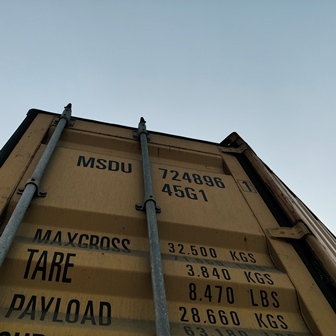 MSDU 724896 1
45G1
MAXGROSS 32.500 KGS
TARE 3.840 KGS
8.470 LBS
PAYLOAD 28.660 KGS